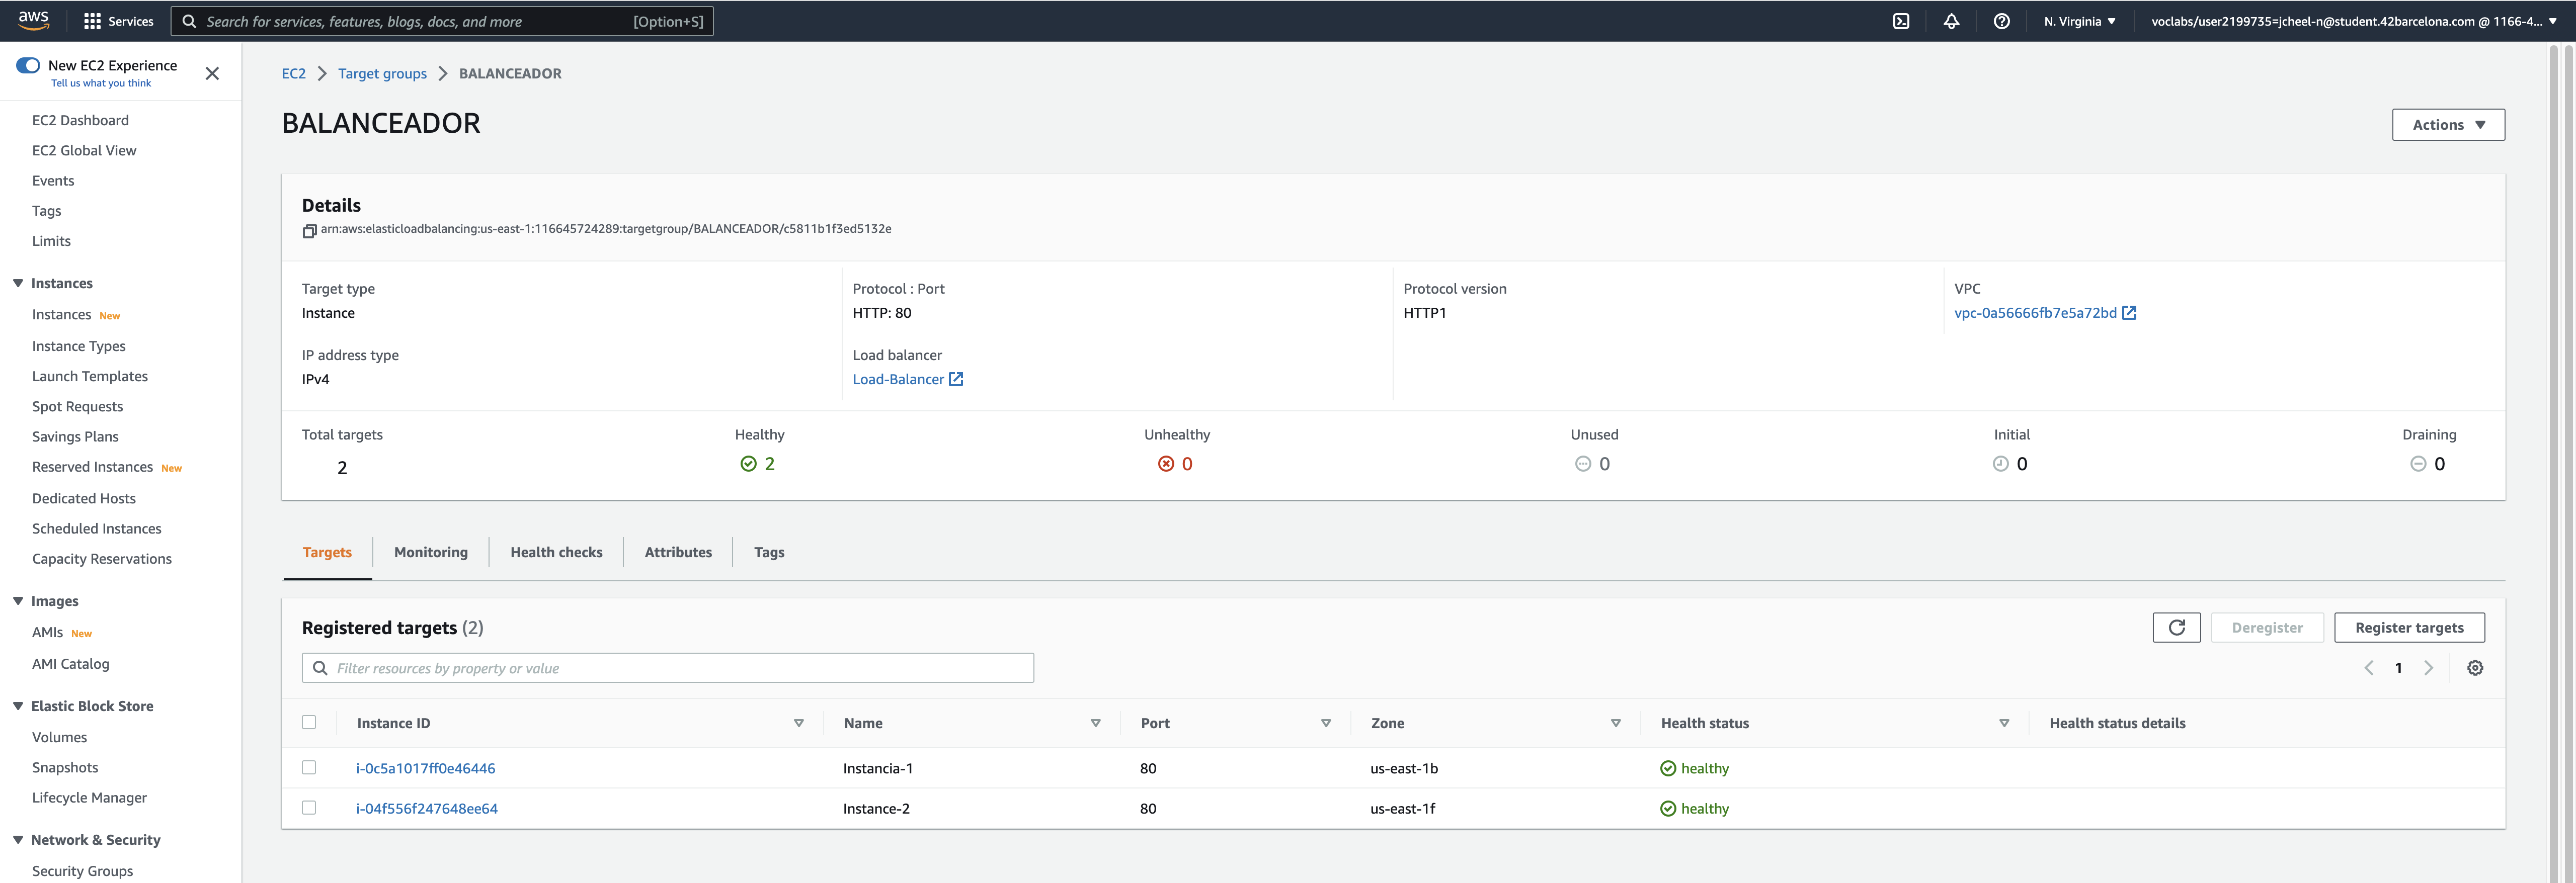 aws
Services
Search for services, features, blogs, docs, and more
[Option+S]
N. Virginia
voclabs/user2199735=jcheel-n@student.42barcelona.com @ 1166-4...
New EC2 Experience
Tell us what you think
EC2 Dashboard
EC2 Global View
Events
Tags
Limits
Instances
Instances New
Instance Types
Launch Templates
Spot Requests
Savings Plans
Reserved Instances New
Dedicated Hosts
Scheduled Instances
Capacity Reservations
Images
AMIs New
AMI Catalog
Elastic Block Store
Volumes
Snapshots
Lifecycle Manager
Network & Security
Security Groups
EC2 > Target groups > BALANCEADOR
BALANCEADOR
Actions
Details
arn:aws:elasticloadbalancing:us-east-1:116645724289:targetgroup/BALANCEADOR/c5811b1f3ed5132e
Target type
Instance
Protocol : Port
HTTP: 80
Protocol version
HTTP1
VPC
vpc-0a56666fb7e5a72bd
IP address type
IPv4
Load balancer
Load-Balancer
Total targets
2
Healthy
2
Unhealthy
0
Unused
0
Initial
0
Draining
0
Targets
Monitoring
Health checks
Attributes
Tags
Registered targets (2)
Deregister
Register targets
Filter resources by property or value
1
Instance ID Name Port Zone Health status Health status details
i-0c5a1017ff0e46446 Instancia-1 80 us-east-1b healthy
i-04f556f247648ee64 Instance-2 80 us-east-1f healthy